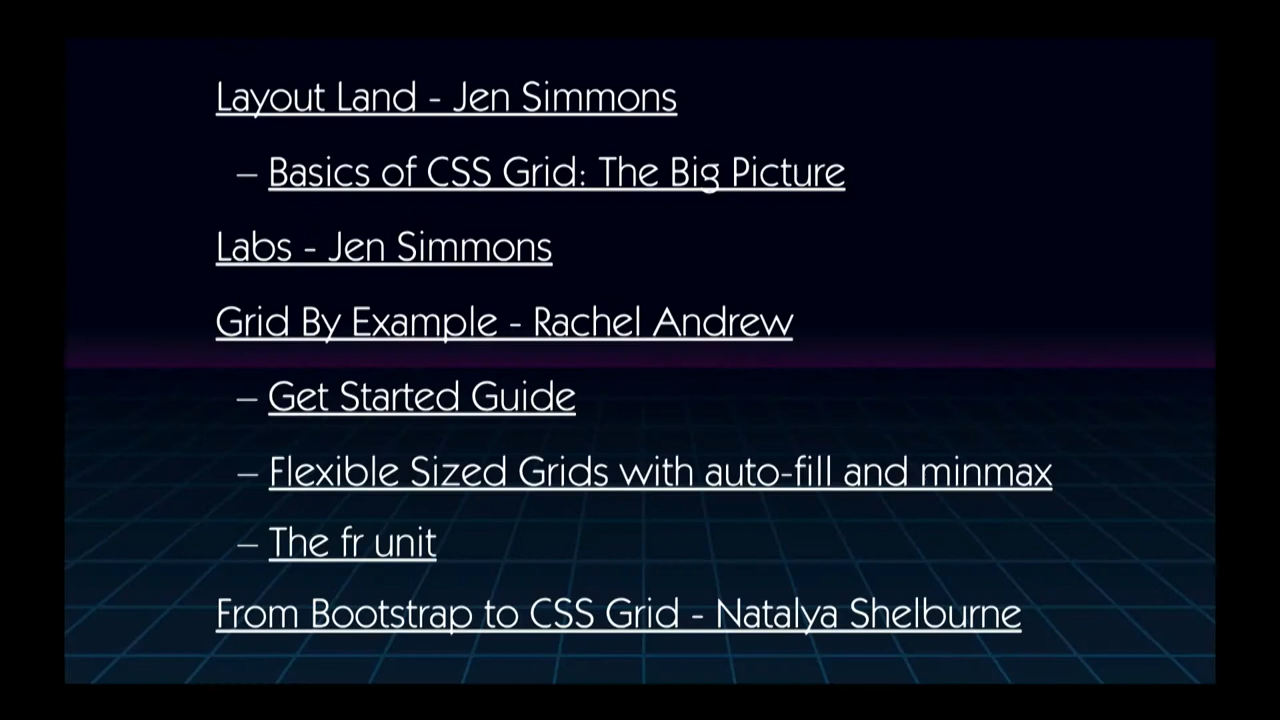 Layout Land - Jen Simmons
– Basics of CSS Grid: The Big Picture
Labs - Jen Simmons
Grid By Example - Rachel Andrew
– Get Started Guide
– Flexible Sized Grids with auto-fill and minmax
– The fr unit
From Bootstrap to CSS Grid - Natalya Shelburne